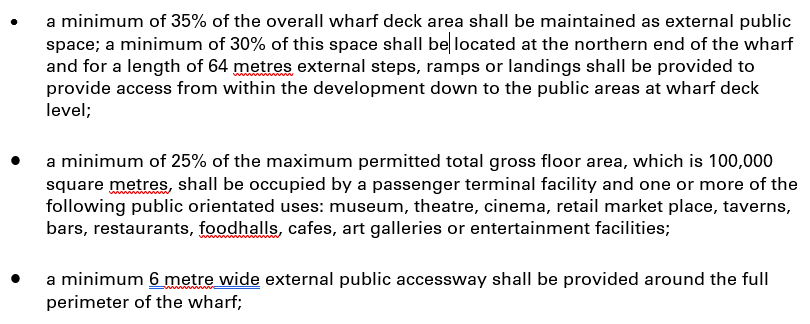 • a minimum of 35% of the overall wharf deck area shall be maintained as external public
space; a minimum of 30% of this space shall be located at the northern end of the wharf
and for a length of 64 metres external steps, ramps or landings shall be provided to
provide access from within the development down to the public areas at wharf deck
level;
• a minimum of 25% of the maximum permitted total gross floor area, which is 100,000
square metres, shall be occupied by a passenger terminal facility and one or more of the
following public orientated uses: museum, theatre, cinema, retail market place, taverns,
bars, restaurants, foodhalls, cafes, art galleries or entertainment facilities;
• a minimum 6 metre wide external public accessway shall be provided around the full
perimeter of the wharf;